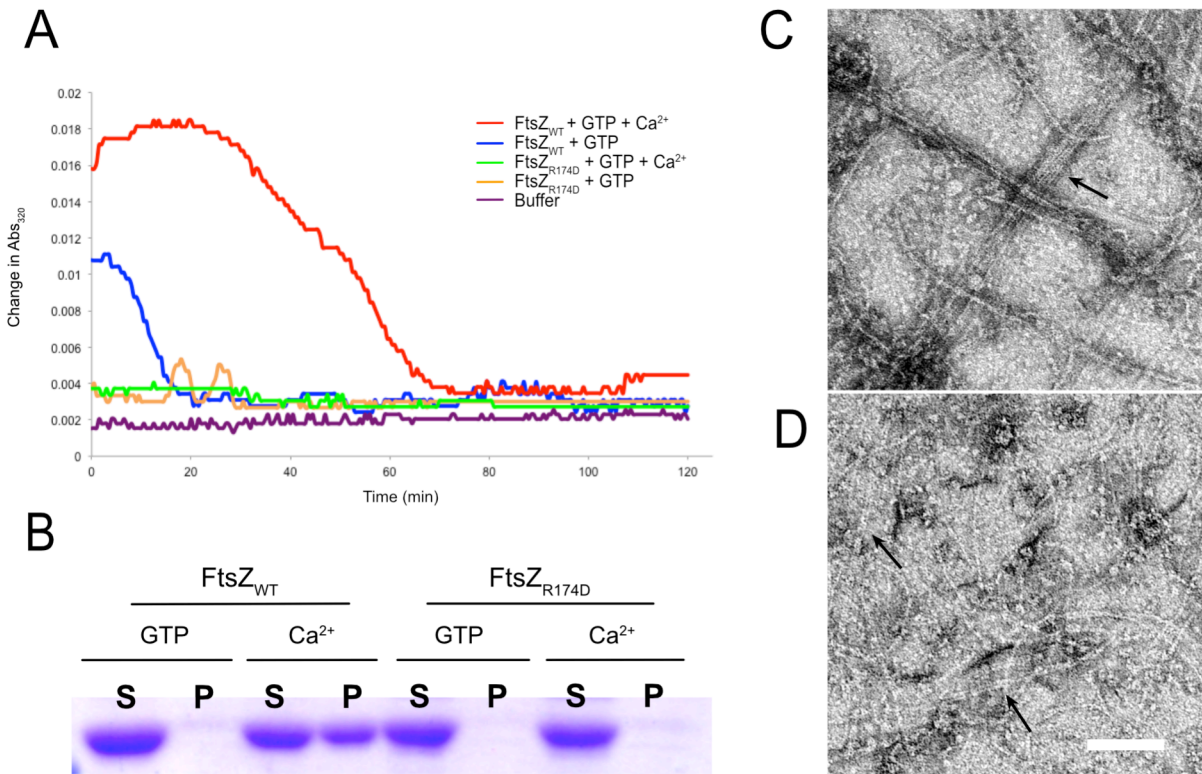 A
0.02
0.018
0.016
0.014
0.012
0.01
0.008
0.006
0.004
0.002
0
Change in Abs320
0
20
40
60
80
100
120
Time (min)
FtsZWT + GTP + Ca²⁺
FtsZWT + GTP
FtsZR174D + GTP + Ca²⁺
FtsZR174D + GTP
Buffer
B
FtsZWT FtsZR174D
GTP Ca²⁺ GTP Ca²⁺
S P S P S P S P
C
D